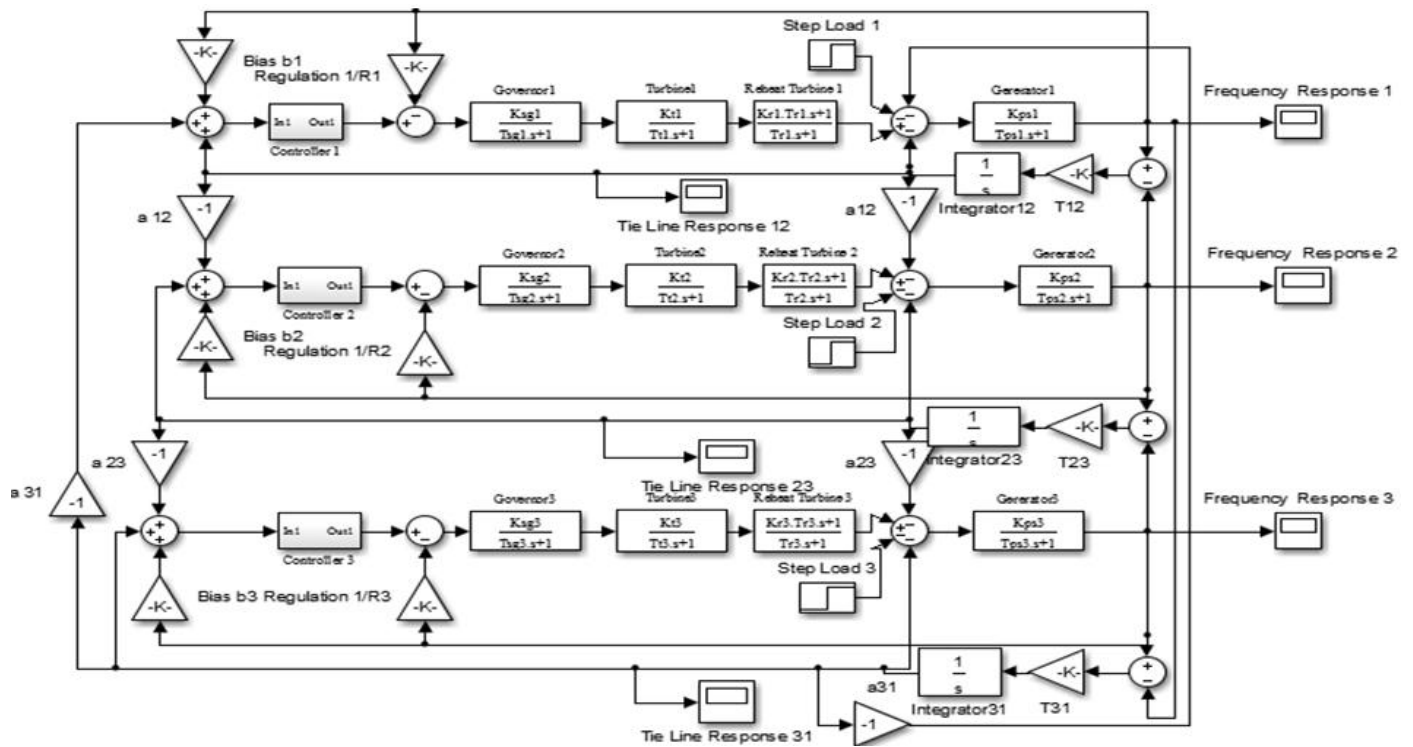 Step Load 1
-K-
-K-
Bias b1
Regulation 1/R1
Governor1
Turbine1
Reheat Turbine 1
Gererator1
Frequency Response 1
In1 Out1
Ksg1
Tsg1.s+1
Kt1
Tt1.s+1
Kr1.Tr1.s+1
Tr1.s+1
Kps1
Tps1.s+1
Controller 1
1
s
-K-
Integrator12
T12
a 12
-1
Tie Line Response 12
a12
-1
Governor2
Turbine2
Reheat Turbine 2
Gererator2
Frequency Response 2
In1 Out1
Ksg2
Tsg2.s+1
Kt2
Tt2.s+1
Kr2.Tr2.s+1
Tr2.s+1
Kps2
Tps2.s+1
Controller 2
Bias b2
Regulation 1/R2
-K-
-K-
Step Load 2
1
s
-K-
Integrator23
T23
a 23
-1
Tie Line Response 23
a23
-1
a 31
-1
Governor3
Turbine3
Reheat Turbine 3
Gererator3
Frequency Response 3
In1 Out1
Ksg3
Tsg3.s+1
Kt3
Tt3.s+1
Kr3.Tr3.s+1
Tr3.s+1
Kps3
Tps3.s+1
Controller 3
Step Load 3
-K-
Bias b3 Regulation 1/R3
-K-
1
s
-K-
a31
Integrator31
T31
-1
Tie Line Response 31